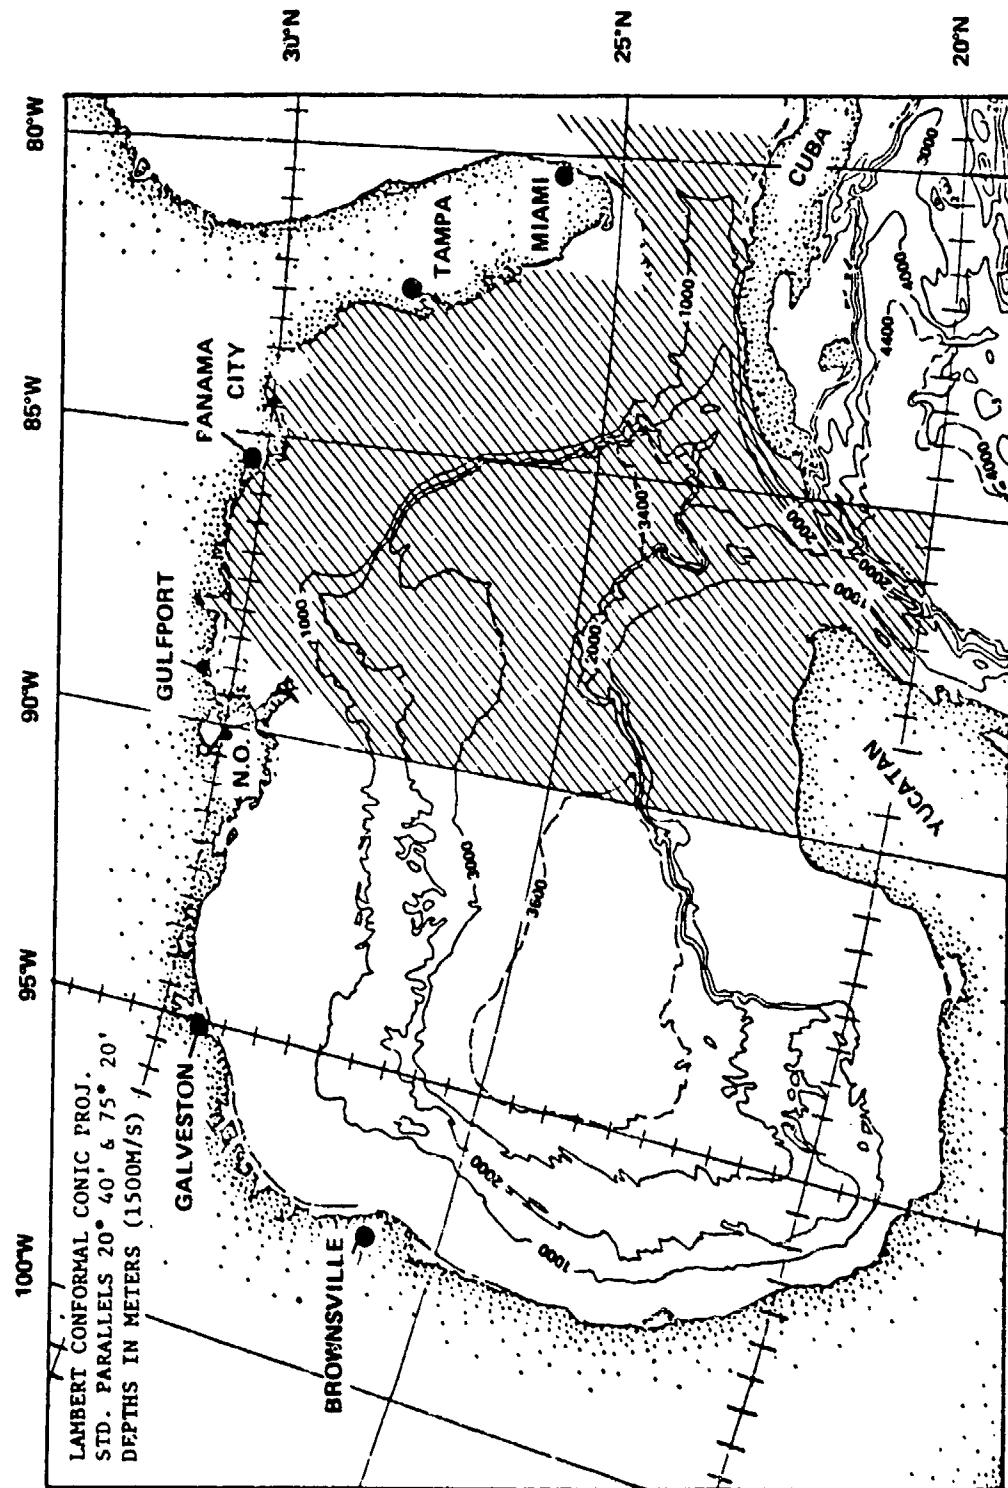 LAMBERT CONFORMAL CONIC PROJ.
STD. PARALLELS 20° 40' & 75° 20'
DEPTHS IN METERS (1500M/S)
100°W
95°W
90°W
85°W
80°W
30°N
25°N
20°N
GALVESTON
BROWNSVILLE
N.O.
GULFPORT
PANAMA
CITY
TAMPA
MIAMI
CUBA
YUCATAN
1000
1000
1000
1000
2000
2000
2000
2000
3000
3000
3400
3600
4000
4000
4400